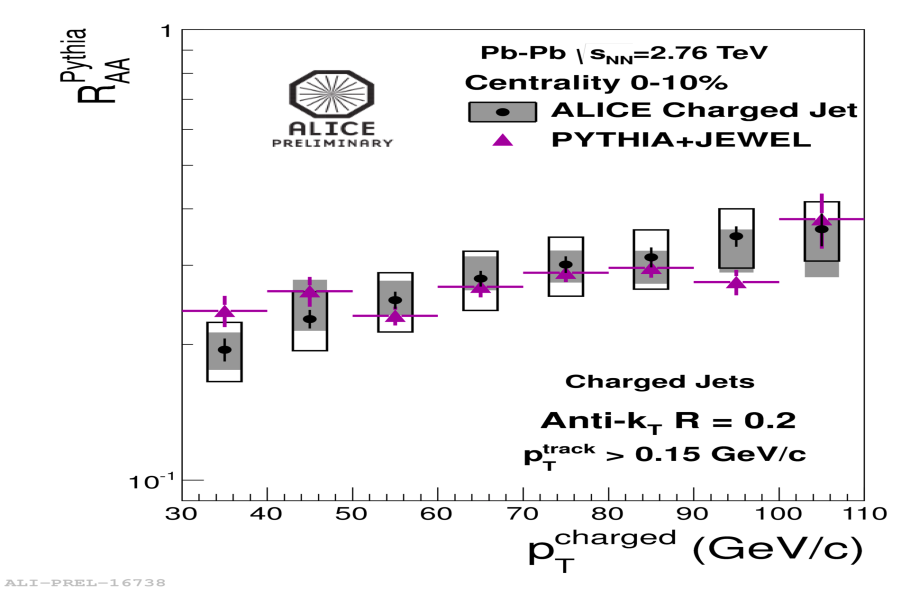 R_AA^Pythia
1
Pb-Pb √s_NN=2.76 TeV
Centrality 0-10%
ALICE Charged Jet
PYTHIA+JEWEL
ALICE
PRELIMINARY
Charged Jets
Anti-k_T R = 0.2
p_T^track > 0.15 GeV/c
10^-1
30 40 50 60 70 80 90 100 110
p_T^charged (GeV/c)
ALI-PREL-16738